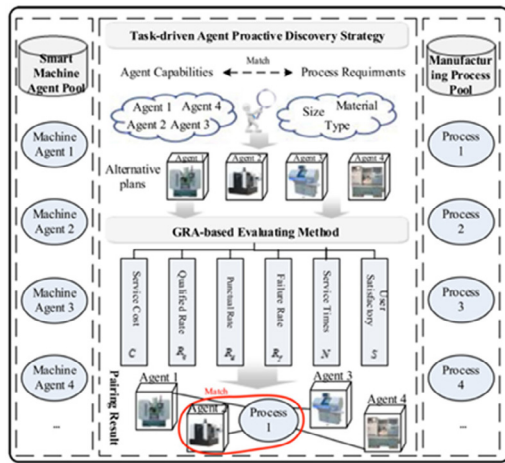 Smart
Machine
Agent Pool
Machine
Agent 1
Machine
Agent 2
Machine
Agent 3
Machine
Agent 4
...
Task-driven Agent Proactive Discovery Strategy
Agent Capabilities
Match
Process Requirments
Agent 1 Agent 4
Agent 2 Agent 3
Size Material
Type
Alternative
plans
Agent
Agent 2
Agent 3
Agent 4
GRA-based Evaluating Method
Service Cost
Qualified Rate
Punctual Rate
Failure Rate
Service Times
User
Satisfactory
Pairing Result
Agent 1
Match
Agent
Process
1
Agent 3
Agent 4
Manufactur
ing Process
Pool
Process
1
Process
2
Process
3
Process
4
...